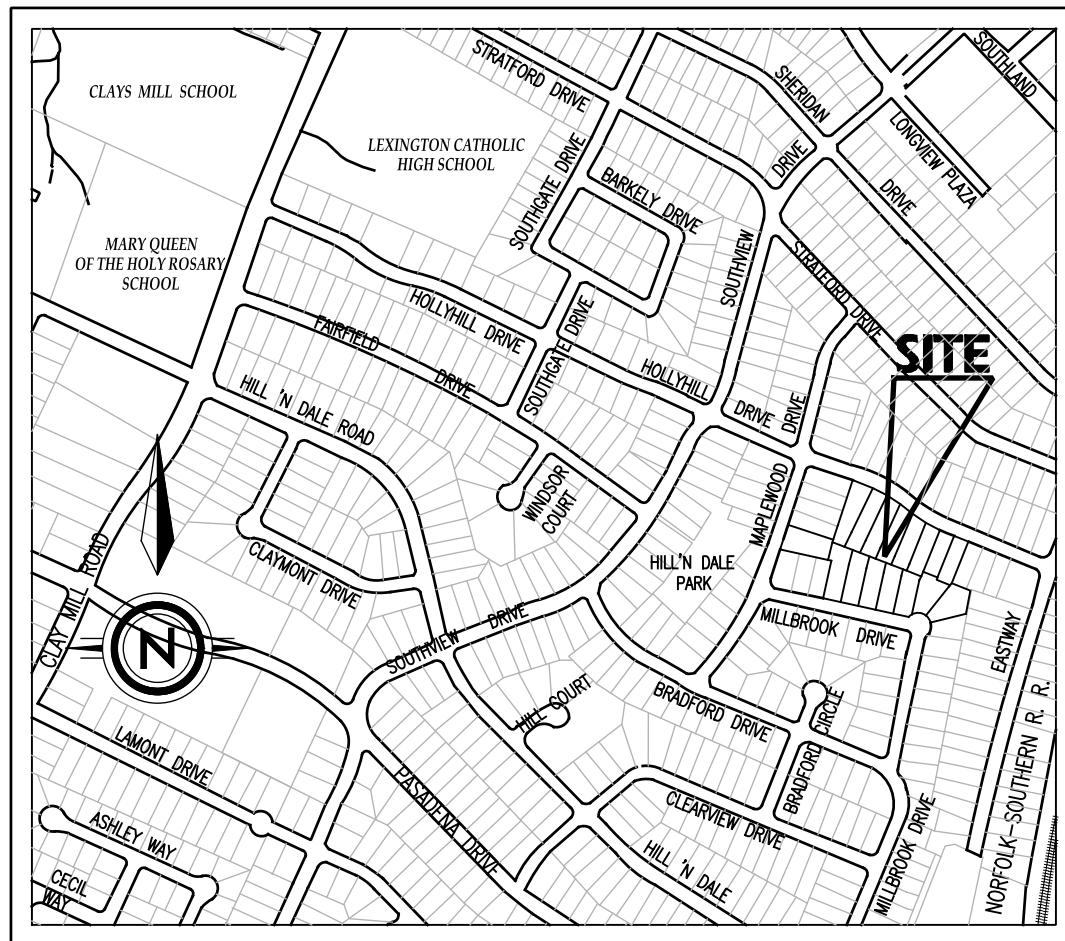 CLAYS MILL SCHOOL
LEXINGTON CATHOLIC
HIGH SCHOOL
MARY QUEEN
OF THE HOLY ROSARY
SCHOOL
STRATFORD DRIVE
SHERIDAN
DRIVE
SOUTHLAND
LONGVIEW PLAZA
DRIVE
SOUTHGATE DRIVE
BARKELY DRIVE
SOUTHVIEW
STRATFORD DRIVE
SITE
HOLLYHILL DRIVE
FAIRFIELD
DRIVE
SOUTHGATE DRIVE
HOLLYHILL
DRIVE
DRIVE
MAPLEWOOD
HILL 'N DALE ROAD
WINDSOR
COURT
CLAYMONT DRIVE
HILL'N DALE
PARK
CLAY MILL ROAD
N
SOUTHVIEW DRIVE
MILLBROOK DRIVE
EASTWAY
HILL COURT
BRADFORD DRIVE
BRADFORD CIRCLE
LAMONT DRIVE
PASADENA DRIVE
CLEARVIEW DRIVE
MILLBROOK DRIVE
NORFOLK-SOUTHERN R. R.
ASHLEY WAY
CECIL
WAY
HILL 'N DALE